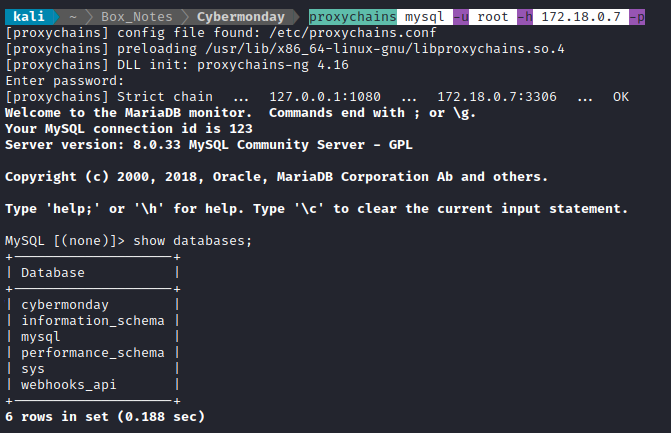 kali ~ Box_Notes Cybermonday proxychains mysql -u root -h 172.18.0.7 -p
[proxychains] config file found: /etc/proxychains.conf
[proxychains] preloading /usr/lib/x86_64-linux-gnu/libproxychains.so.4
[proxychains] DLL init: proxychains-ng 4.16
Enter password:
[proxychains] Strict chain  ...  127.0.0.1:1080  ...  172.18.0.7:3306  ...  OK
Welcome to the MariaDB monitor.  Commands end with ; or \g.
Your MySQL connection id is 123
Server version: 8.0.33 MySQL Community Server - GPL

Copyright (c) 2000, 2018, Oracle, MariaDB Corporation Ab and others.

Type 'help;' or '\h' for help. Type '\c' to clear the current input statement.

MySQL [(none)]> show databases;
+--------------------+
| Database           |
+--------------------+
| cybermonday        |
| information_schema |
| mysql              |
| performance_schema |
| sys                |
| webhooks_api       |
+--------------------+
6 rows in set (0.188 sec)